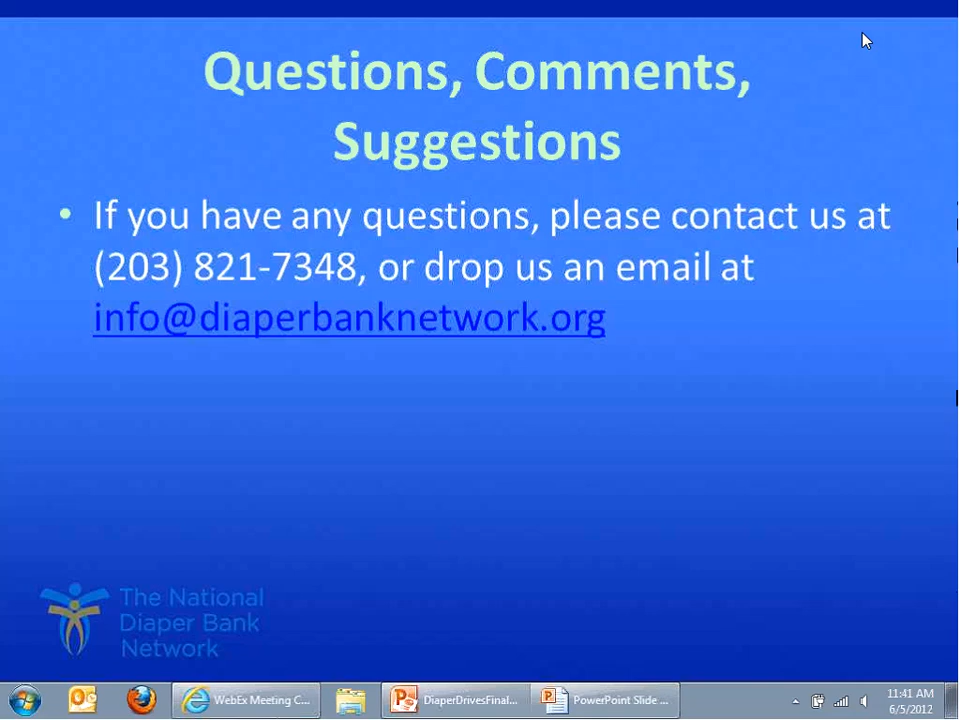 Questions, Comments,
Suggestions
• If you have any questions, please contact us at
(203) 821-7348, or drop us an email at
info@diaperbanknetwork.org
The National
Diaper Bank
Network
WebEx Meeting C...
DiaperDrivesFinal...
PowerPoint Slide ...
11:41 AM
6/5/2012